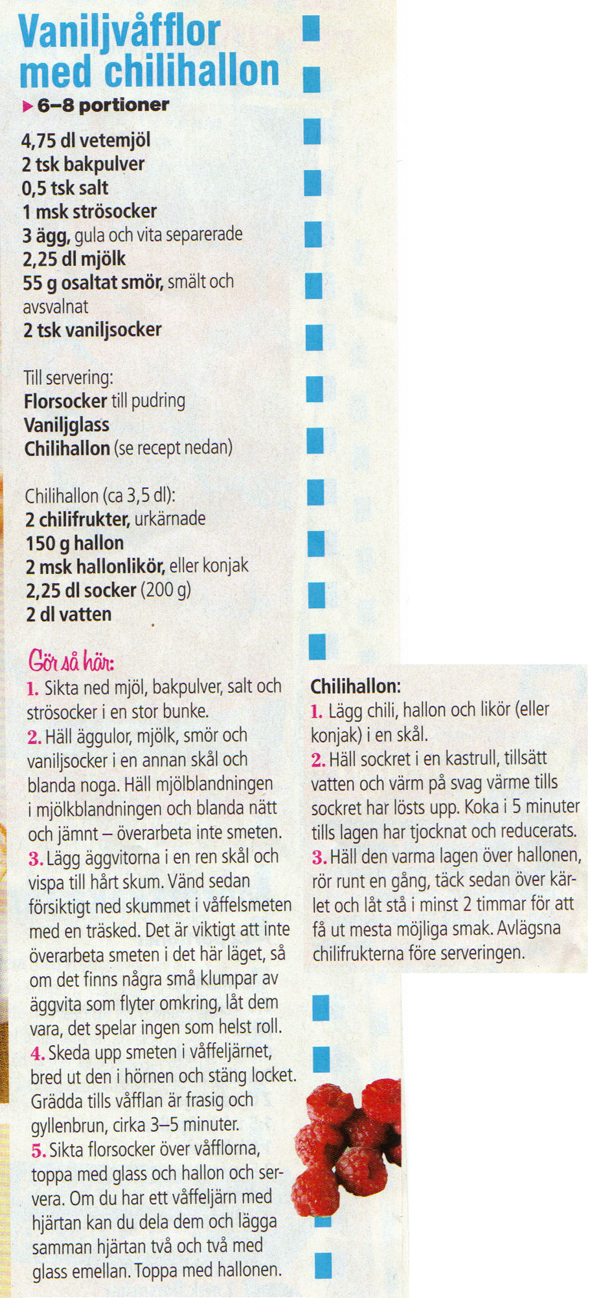 Vaniljvåfflor
med chilihallon
▶ 6–8 portioner
4,75 dl vetemjöl
2 tsk bakpulver
0,5 tsk salt
1 msk strösocker
3 ägg, gula och vita separerade
2,25 dl mjölk
55 g osaltat smör, smält och
avsvalnat
2 tsk vaniljsocker
Till servering:
Florsocker till pudring
Vaniljglass
Chilihallon (se recept nedan)
Chilihallon (ca 3,5 dl):
2 chilifrukter, urkärnade
150 g hallon
2 msk hallonlikör, eller konjak
2,25 dl socker (200 g)
2 dl vatten
Gör så här:
1. Sikta ned mjöl, bakpulver, salt och
strösocker i en stor bunke.
2. Häll äggulor, mjölk, smör och
vaniljsocker i en annan skål och
blanda noga. Häll mjölblandningen
i mjölkblandningen och blanda nätt
och jämnt – överarbeta inte smeten.
3. Lägg äggvitorna i en ren skål och
vispa till hårt skum. Vänd sedan
försiktigt ned skummet i våffelsmeten
med en träsked. Det är viktigt att inte
överarbeta smeten i det här läget, så
om det finns några små klumpar av
äggvita som flyter omkring, låt dem
vara, det spelar ingen som helst roll.
4. Skeda upp smeten i våffeljärnet,
bred ut den i hörnen och stäng locket.
Grädda tills våfflan är frasig och
gyllenbrun, cirka 3–5 minuter.
5. Sikta florsocker över våfflorna,
toppa med glass och hallon och ser-
vera. Om du har ett våffeljärn med
hjärtan kan du dela dem och lägga
samman hjärtan två och två med
glass emellan. Toppa med hallonen.
Chilihallon:
1. Lägg chili, hallon och likör (eller
konjak) i en skål.
2. Häll sockret i en kastrull, tillsätt
vatten och värm på svag värme tills
sockret har lösts upp. Koka i 5 minuter
tills lagen har tjocknat och reducerats.
3. Häll den varma lagen över hallonen,
rör runt en gång, täck sedan över kär-
let och låt stå i minst 2 timmar för att
få ut mesta möjliga smak. Avlägsna
chilifrukterna före serveringen.